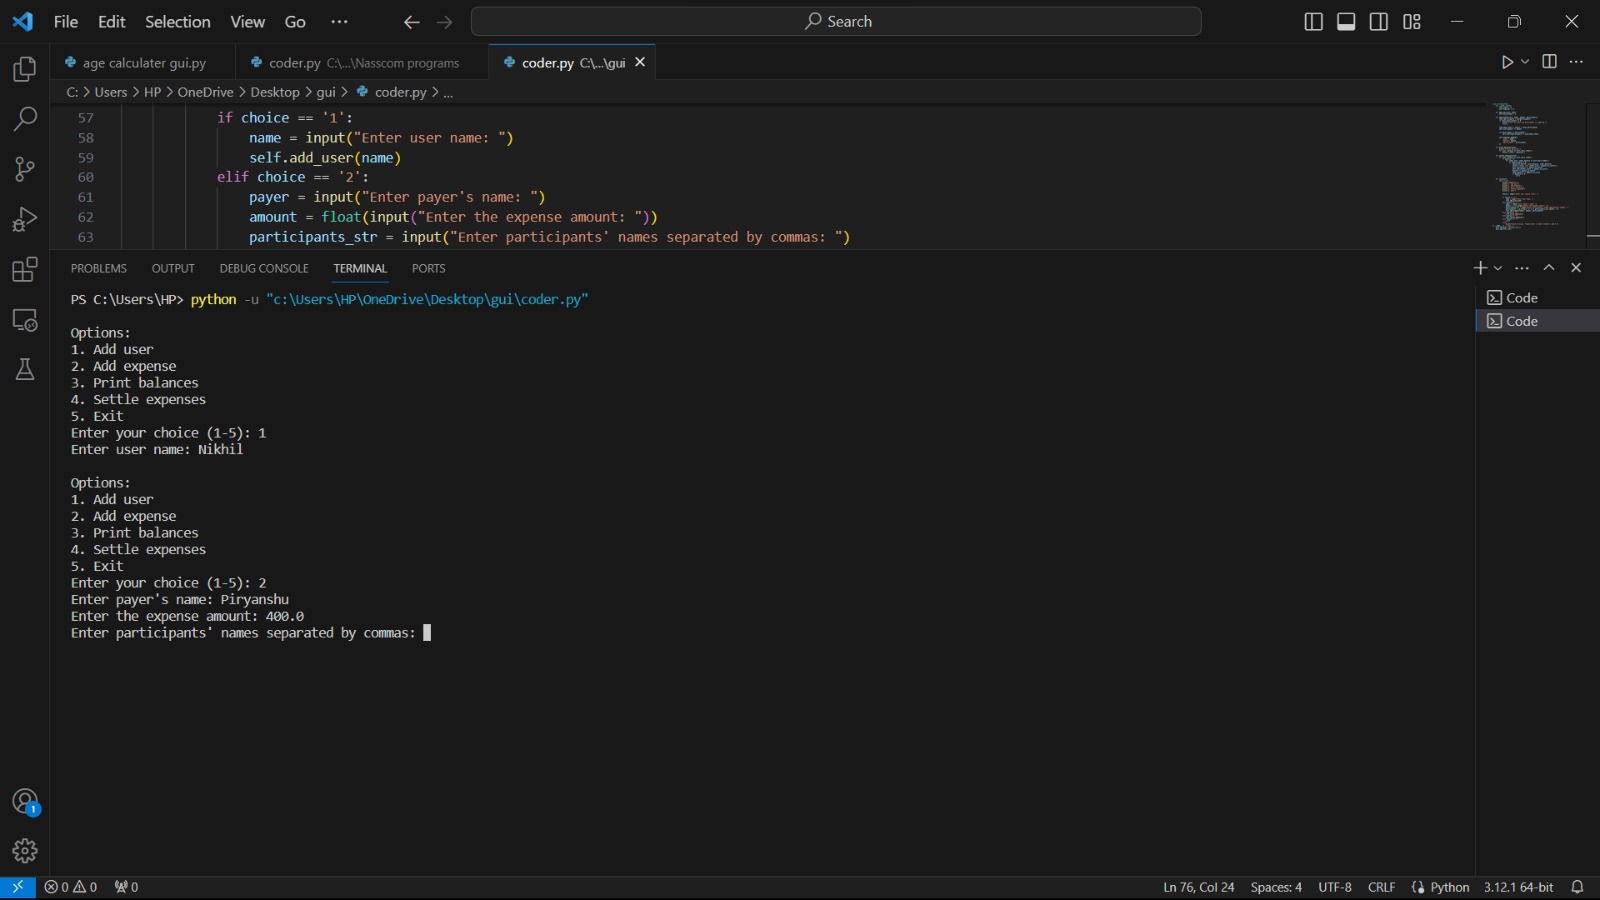 File Edit Selection View Go ··· Search
age calculater gui.py coder.py C:\...\Nasscom programs coder.py C:\...\gui
C: > Users > HP > OneDrive > Desktop > gui > coder.py > ...
57 if choice == '1':
58 name = input("Enter user name: ")
59 self.add_user(name)
60 elif choice == '2':
61 payer = input("Enter payer's name: ")
62 amount = float(input("Enter the expense amount: "))
63 participants_str = input("Enter participants' names separated by commas: ")
PROBLEMS OUTPUT DEBUG CONSOLE TERMINAL PORTS
PS C:\Users\HP> python -u "c:\Users\HP\OneDrive\Desktop\gui\coder.py"
Code
Code
Options:
1. Add user
2. Add expense
3. Print balances
4. Settle expenses
5. Exit
Enter your choice (1-5): 1
Enter user name: Nikhil
Options:
1. Add user
2. Add expense
3. Print balances
4. Settle expenses
5. Exit
Enter your choice (1-5): 2
Enter payer's name: Piryanshu
Enter the expense amount: 400.0
Enter participants' names separated by commas:
1
0 0 0 Ln 76, Col 24 Spaces: 4 UTF-8 CRLF Python 3.12.1 64-bit